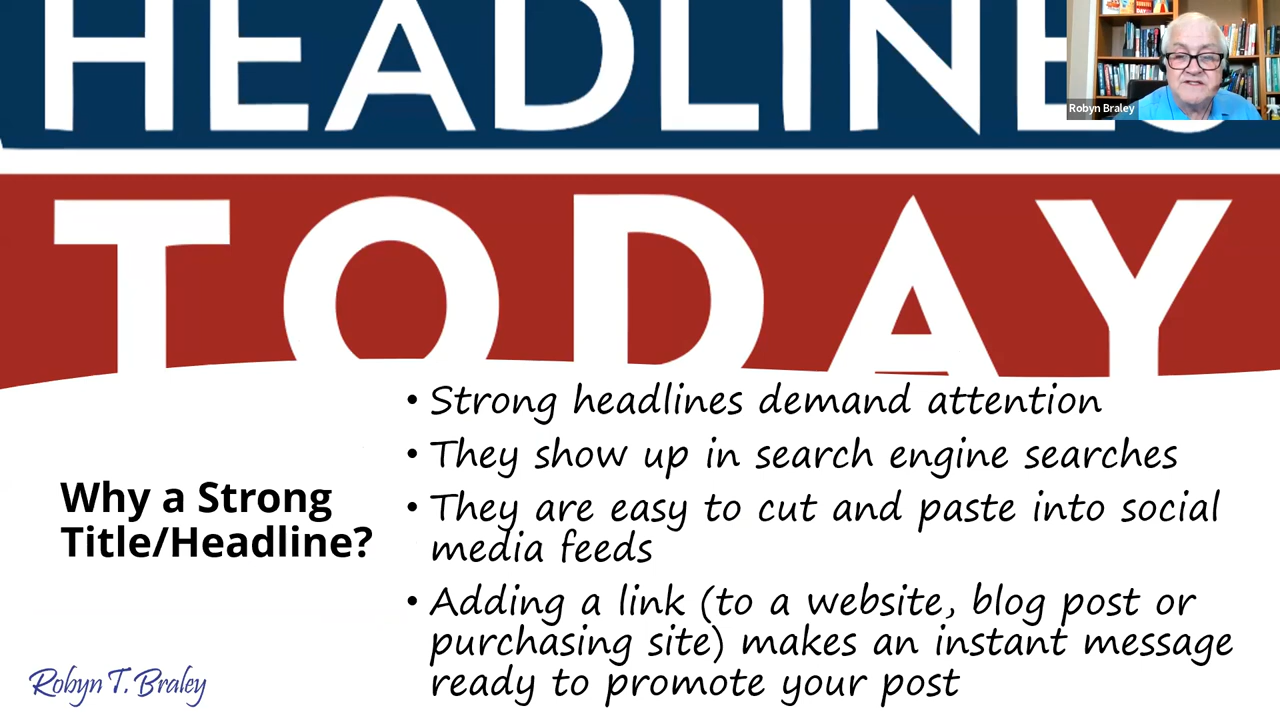 HEADLINE
Robyn Braley
TODAY
Why a Strong
Title/Headline?
• Strong headlines demand attention
• They show up in search engine searches
• They are easy to cut and paste into social
media feeds
• Adding a link (to a website, blog post or
purchasing site) makes an instant message
ready to promote your post
Robyn T. Braley